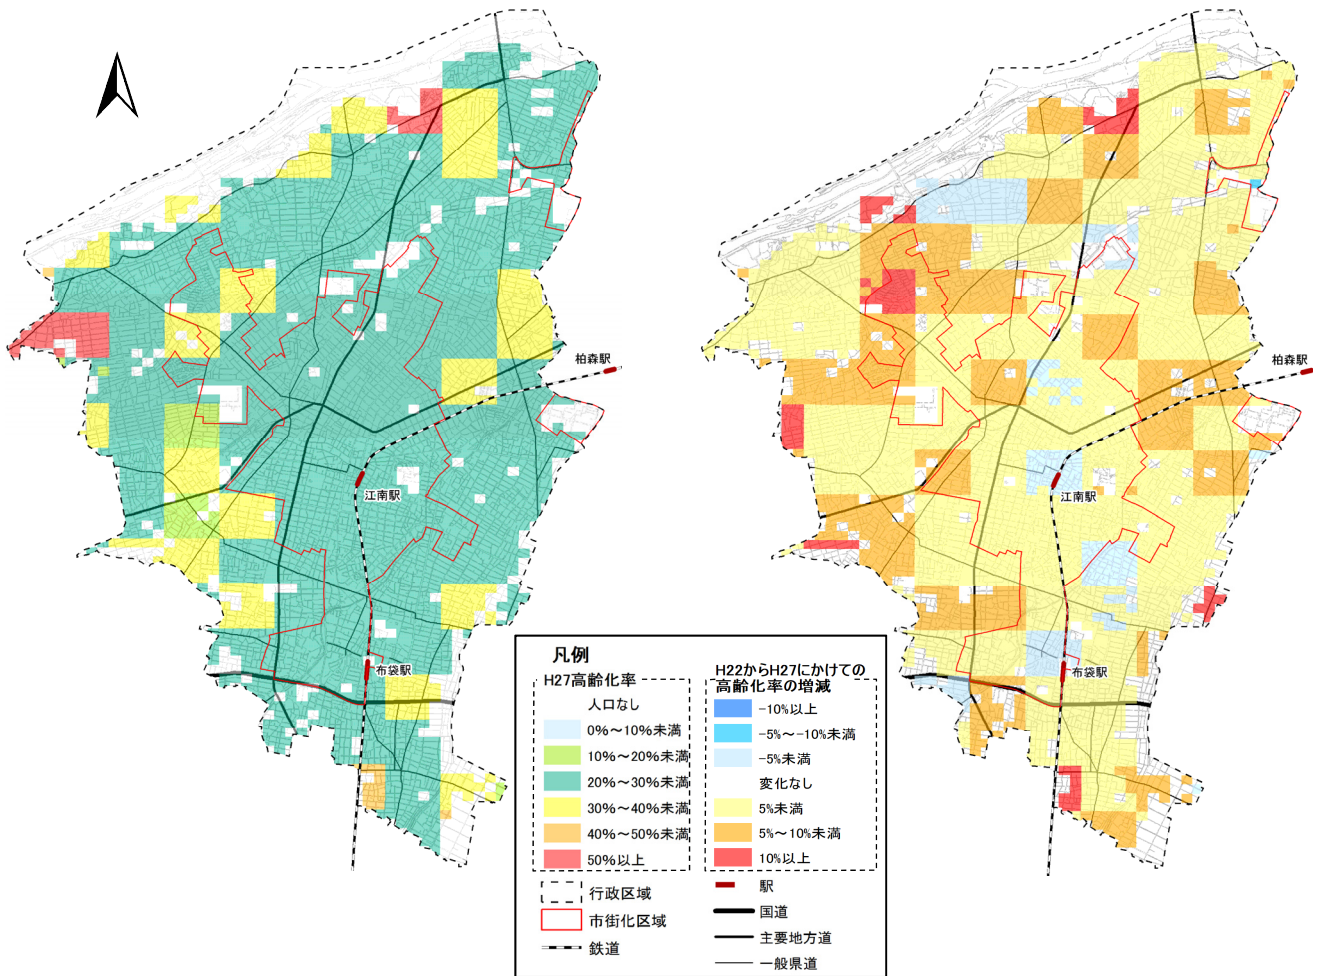 柏森駅
江南駅
布袋駅
柏森駅
江南駅
布袋駅
凡例
H27高齢化率
人口なし
0%～10%未満
10%～20%未満
20%～30%未満
30%～40%未満
40%～50%未満
50%以上
行政区域
市街化区域
鉄道
H22からH27にかけての
高齢化率の増減
-10%以上
-5%～-10%未満
-5%未満
変化なし
5%未満
5%～10%未満
10%以上
駅
国道
主要地方道
一般県道